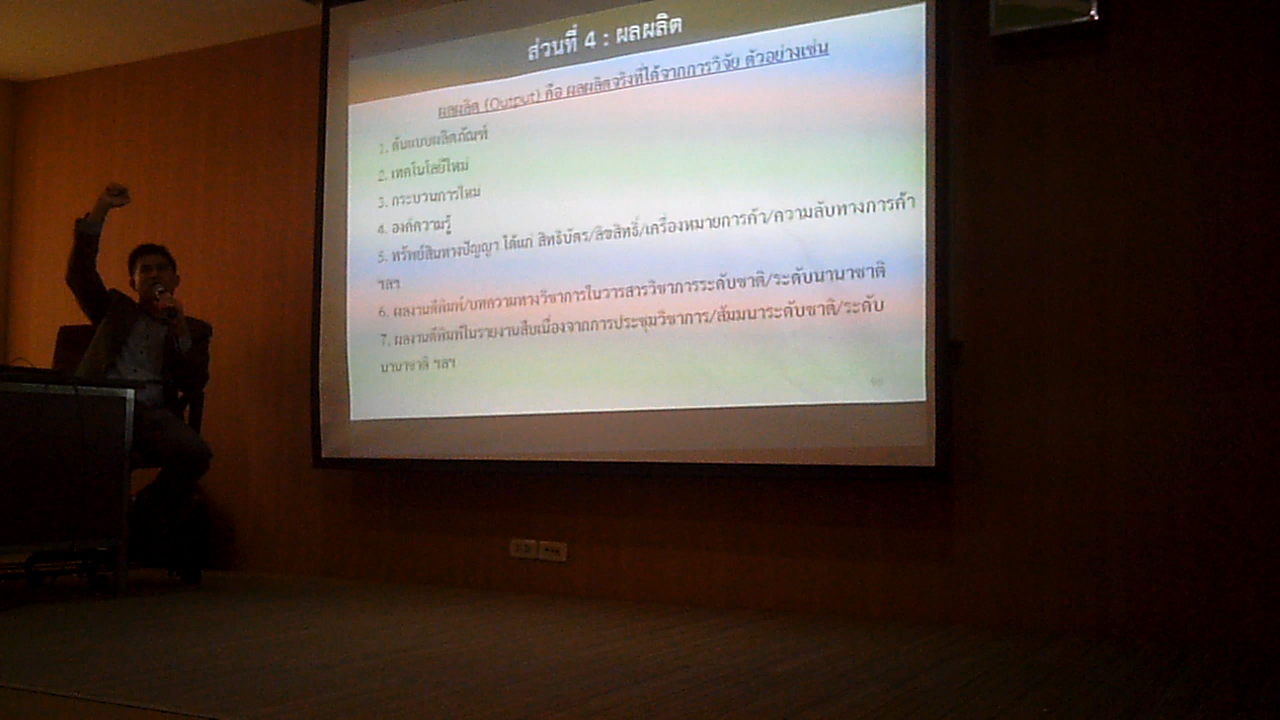 ส่วนที่ 4 : ผลผลิต
ผลผลิต (Output) คือ ผลผลิตจริงที่ได้จากการวิจัย ตัวอย่างเช่น
1. ต้นแบบผลิตภัณฑ์
2. เทคโนโลยีใหม่
3. กระบวนการใหม่
4. องค์ความรู้
5. ทรัพย์สินทางปัญญา ได้แก่ สิทธิบัตร/ลิขสิทธิ์/เครื่องหมายการค้า/ความลับทางการค้า
ฯลฯ
6. ผลงานตีพิมพ์/บทความทางวิชาการในวารสารวิชาการระดับชาติ/ระดับนานาชาติ
7. ผลงานตีพิมพ์ในรายงานสืบเนื่องจากการประชุมวิชาการ/สัมมนาระดับชาติ/ระดับ
นานาชาติ ฯลฯ